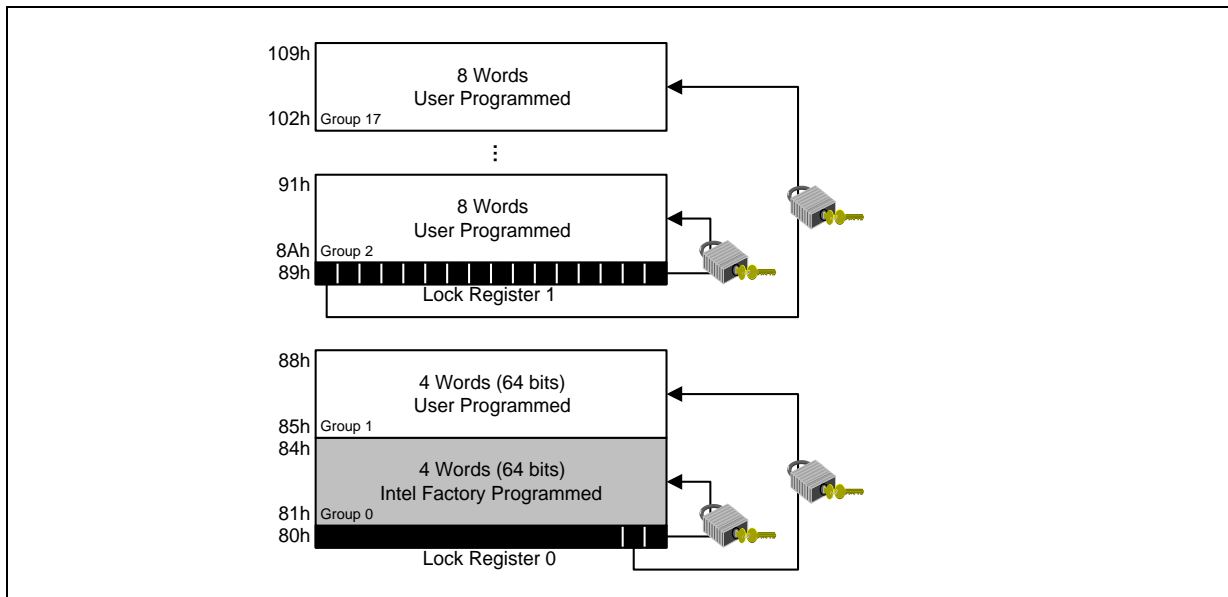 109h
8 Words
User Programmed
102h
Group 17
...
91h
8 Words
User Programmed
8Ah
Group 2
89h
Lock Register 1
88h
4 Words (64 bits)
User Programmed
85h
Group 1
84h
4 Words (64 bits)
Intel Factory Programmed
81h
Group 0
80h
Lock Register 0